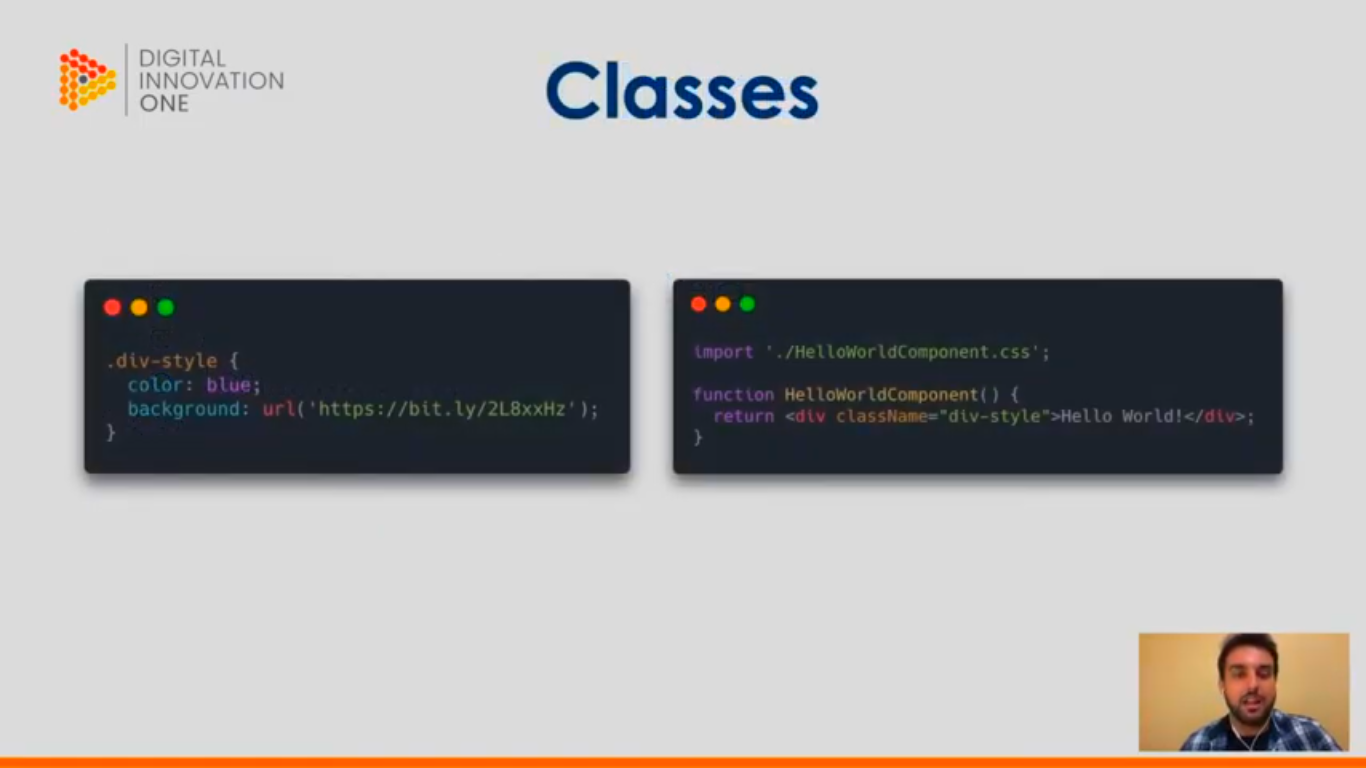 DIGITAL
INNOVATION
ONE
Classes
.div-style {
  color: blue;
  background: url('https://bit.ly/2L8xxHz');
}
import './HelloWorldComponent.css';
function HelloWorldComponent() {
  return <div className="div-style">Hello World!</div>;
}